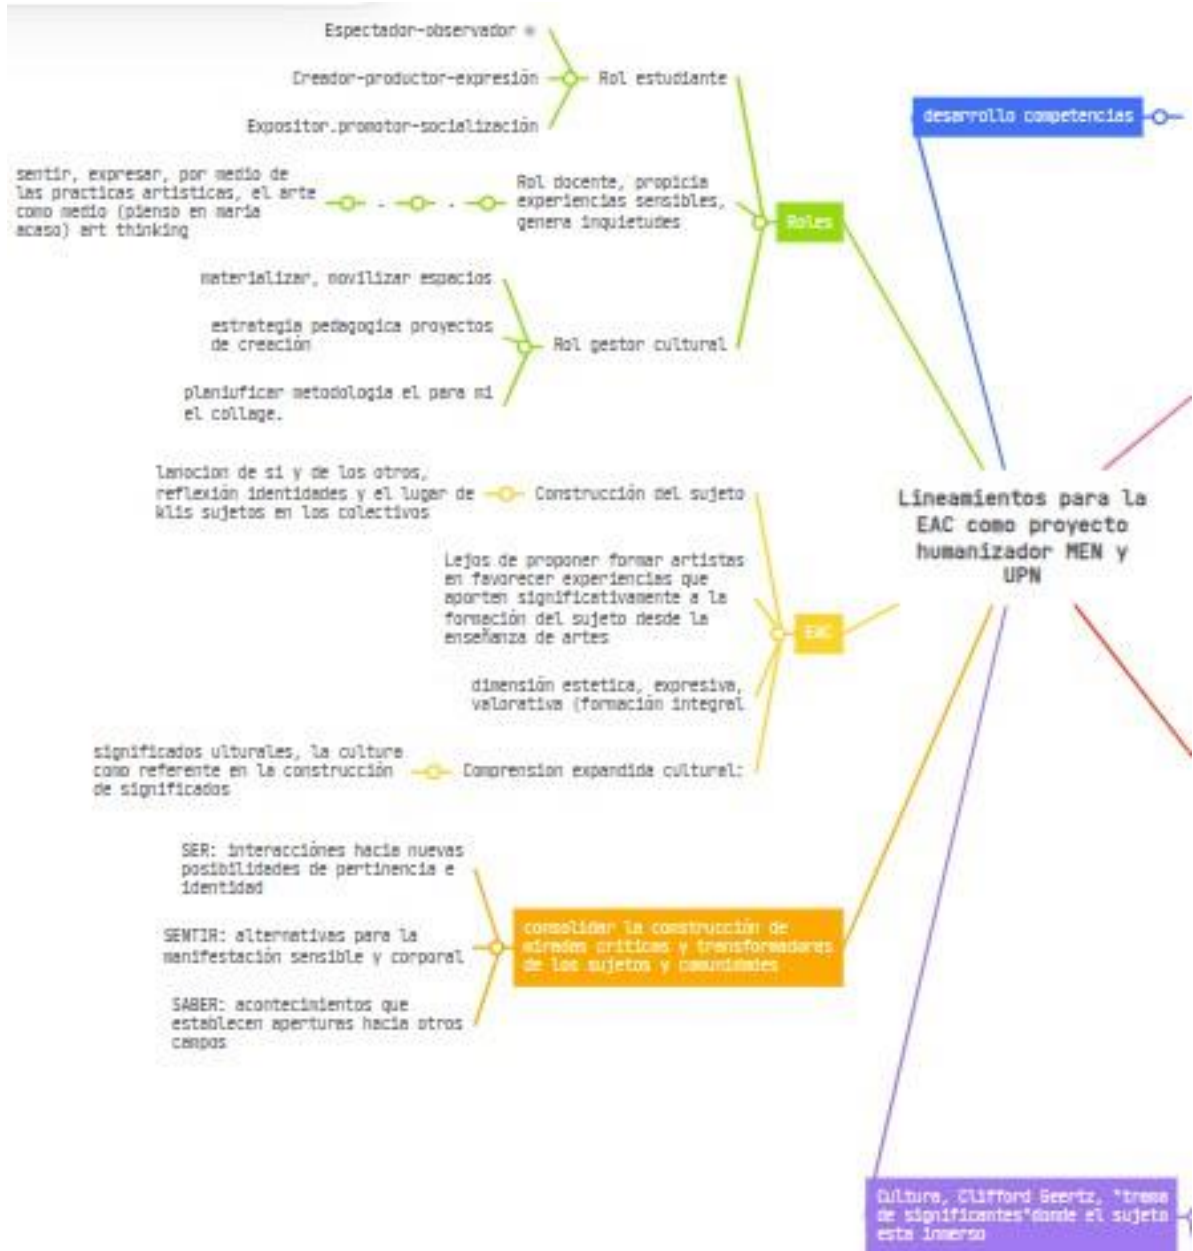 Espectador-observador
Creador-productor-expresión
Rol estudiante
Expositor.promotor-socialización
desarrollo competencias
sentir, expresar, por medio de
las practicas artísticas, el arte
como medio (pienso en maria
acaso) art thinking
Rol docente, propicia
experiencias sensibles,
genera inquietudes
Roles
materializar, movilizar espacios
estrategia pedagogica proyectos
de creación
Rol gestor cultural
planiuficar metodologia el para mi
el collage.
lanocion de si y de los otros,
reflexión identidades y el lugar de
klis sujetos en los colectivos
Construcción del sujeto
Lineamientos para la
EAC como proyecto
humanizador MEN y
UPN
Lejos de proponer formar artistas
en favorecer experiencias que
aporten significativamente a la
formación del sujeto desde la
enseñanza de artes
EAC
dimensión estetica, expresiva,
valorativa (formación integral
significados ulturales, la cultura
como referente en la construcción
de significados
Comprension expandida cultural:
SER: interacciónes hacia nuevas
posibilidades de pertinencia e
identidad
SENTIR: alternativas para la
manifestación sensible y corporal
SABER: acontecimientos que
establecen aperturas hacia otros
campos
consolidar la construcción de
miradas criticas y transformadores
de los sujetos y comunidades
Cultura, Clifford Geertz, "trama
de significantes"donde el sujeto
esta inmerso